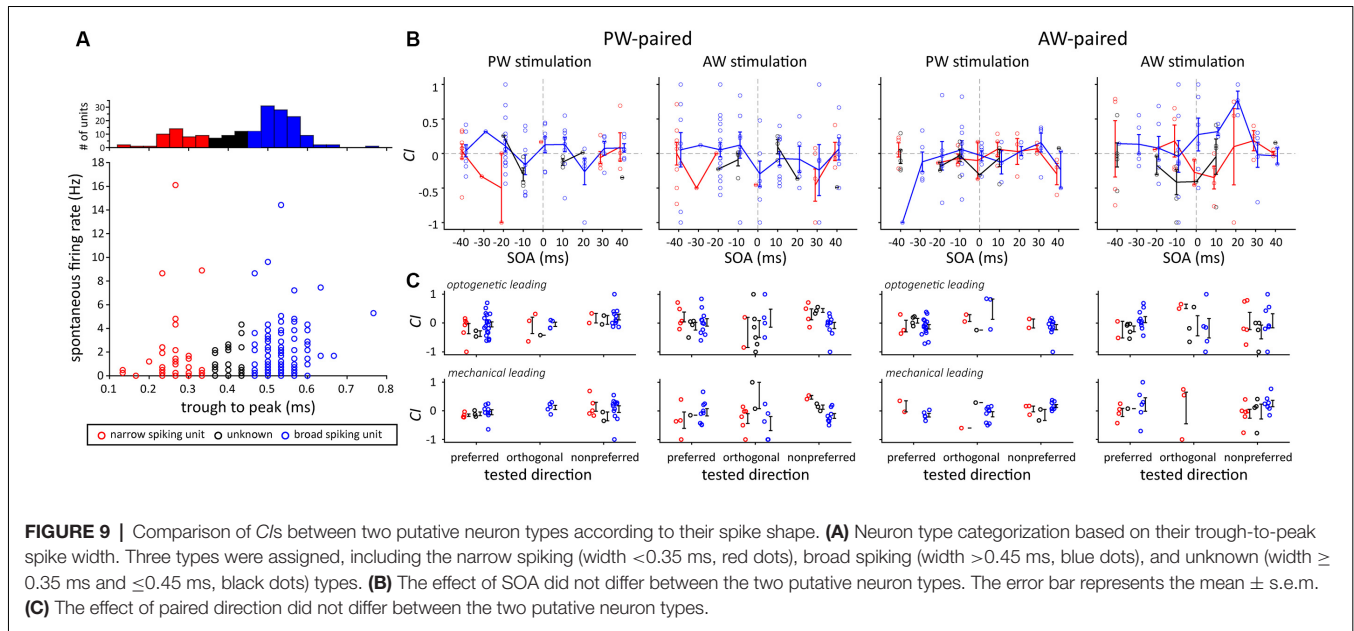 A
# of units
30
20
10
0
spontaneous firing rate (Hz)
18
16
14
12
10
8
6
4
2
0
0.1 0.2 0.3 0.4 0.5 0.6 0.7 0.8
trough to peak (ms)
narrow spiking unit unknown broad spiking unit
B
PW-paired AW-paired
PW stimulation AW stimulation PW stimulation AW stimulation
CI
1
0.5
0
-0.5
-1
-40 -30 -20 -10 0 10 20 30 40 -40 -30 -20 -10 0 10 20 30 40 -40 -30 -20 -10 0 10 20 30 40 -40 -30 -20 -10 0 10 20 30 40
SOA (ms) SOA (ms) SOA (ms) SOA (ms)
C
optogenetic leading optogenetic leading
CI
1
0
-1
mechanical leading mechanical leading
CI
1
0
-1
preferred orthogonal nonpreferred preferred orthogonal nonpreferred preferred orthogonal nonpreferred preferred orthogonal nonpreferred
tested direction tested direction tested direction tested direction
FIGURE 9 | Comparison of CIs between two putative neuron types according to their spike shape. (A) Neuron type categorization based on their trough-to-peak
spike width. Three types were assigned, including the narrow spiking (width <0.35 ms, red dots), broad spiking (width >0.45 ms, blue dots), and unknown (width ≥
0.35 ms and ≤0.45 ms, black dots) types. (B) The effect of SOA did not differ between the two putative neuron types. The error bar represents the mean ± s.e.m.
(C) The effect of paired direction did not differ between the two putative neuron types.